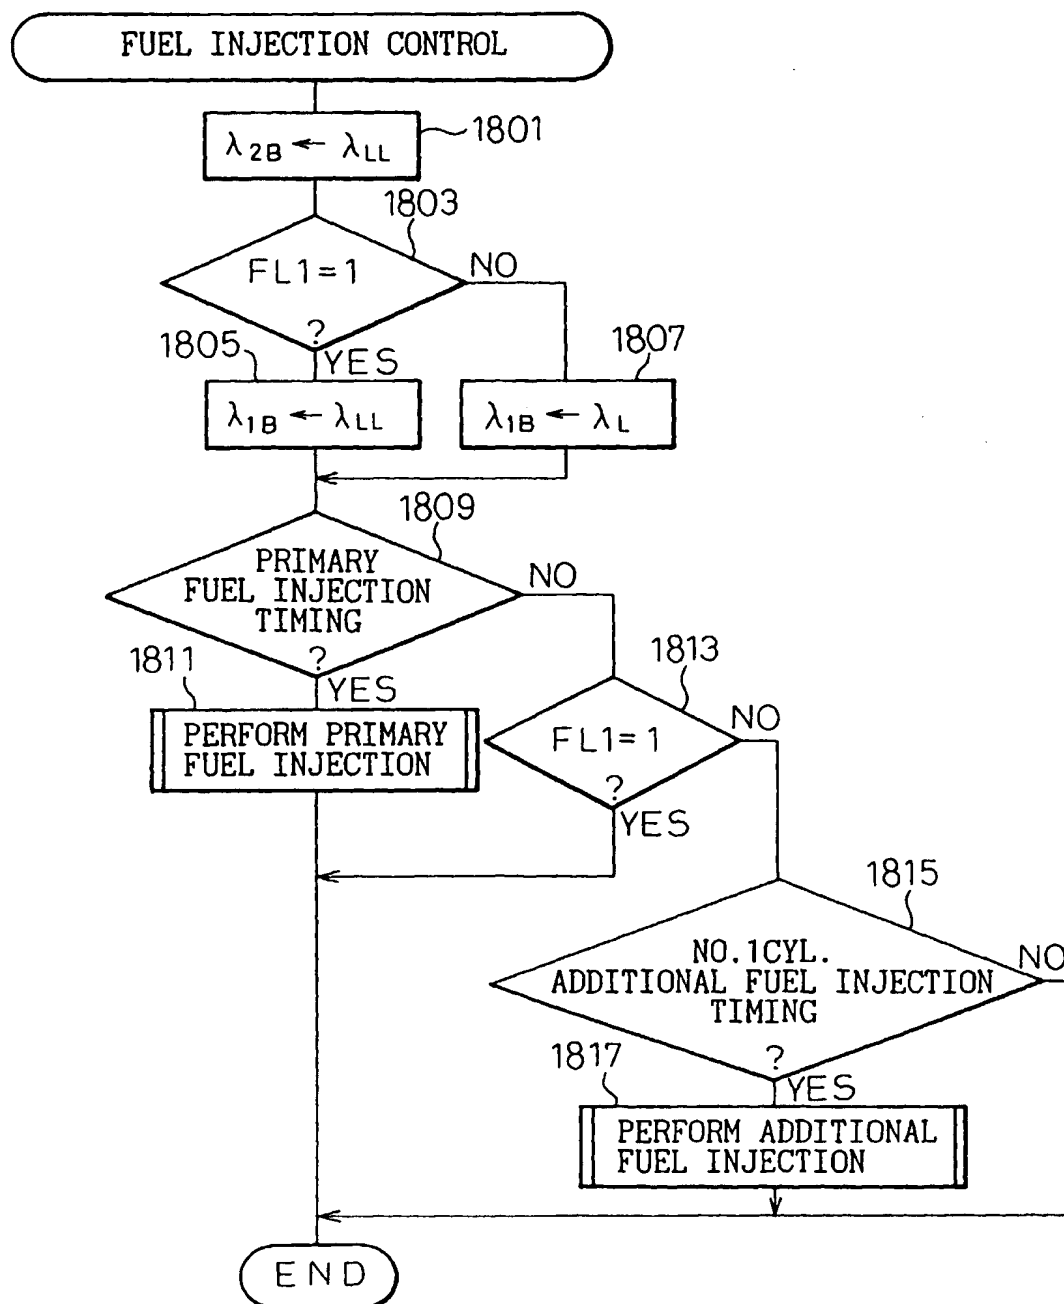 FUEL INJECTION CONTROL
1801
λ2B ← λLL
1803
FL1=1
?
NO
YES
1805
λ1B ← λLL
1807
λ1B ← λL
1809
PRIMARY
FUEL INJECTION
TIMING
?
NO
YES
1811
PERFORM PRIMARY
FUEL INJECTION
1813
FL1=1
?
NO
YES
1815
NO.1CYL.
ADDITIONAL FUEL INJECTION
TIMING
?
NO
YES
1817
PERFORM ADDITIONAL
FUEL INJECTION
END